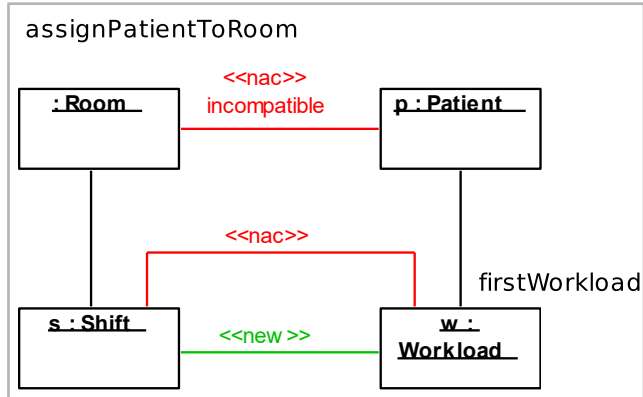 assignPatientToRoom
<<nac>>
incompatible
: Room
p : Patient
<<nac>>
firstWorkload
s : Shift
<<new >>
w :
Workload